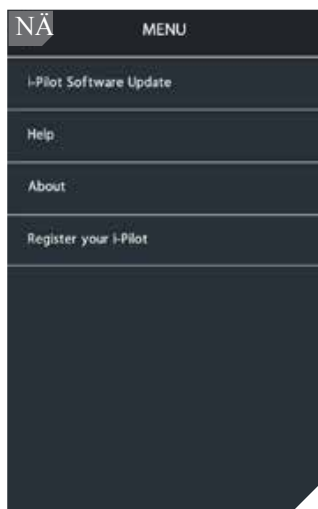 NÄ
MENU
i-Pilot Software Update
Help
About
Register your i-Pilot